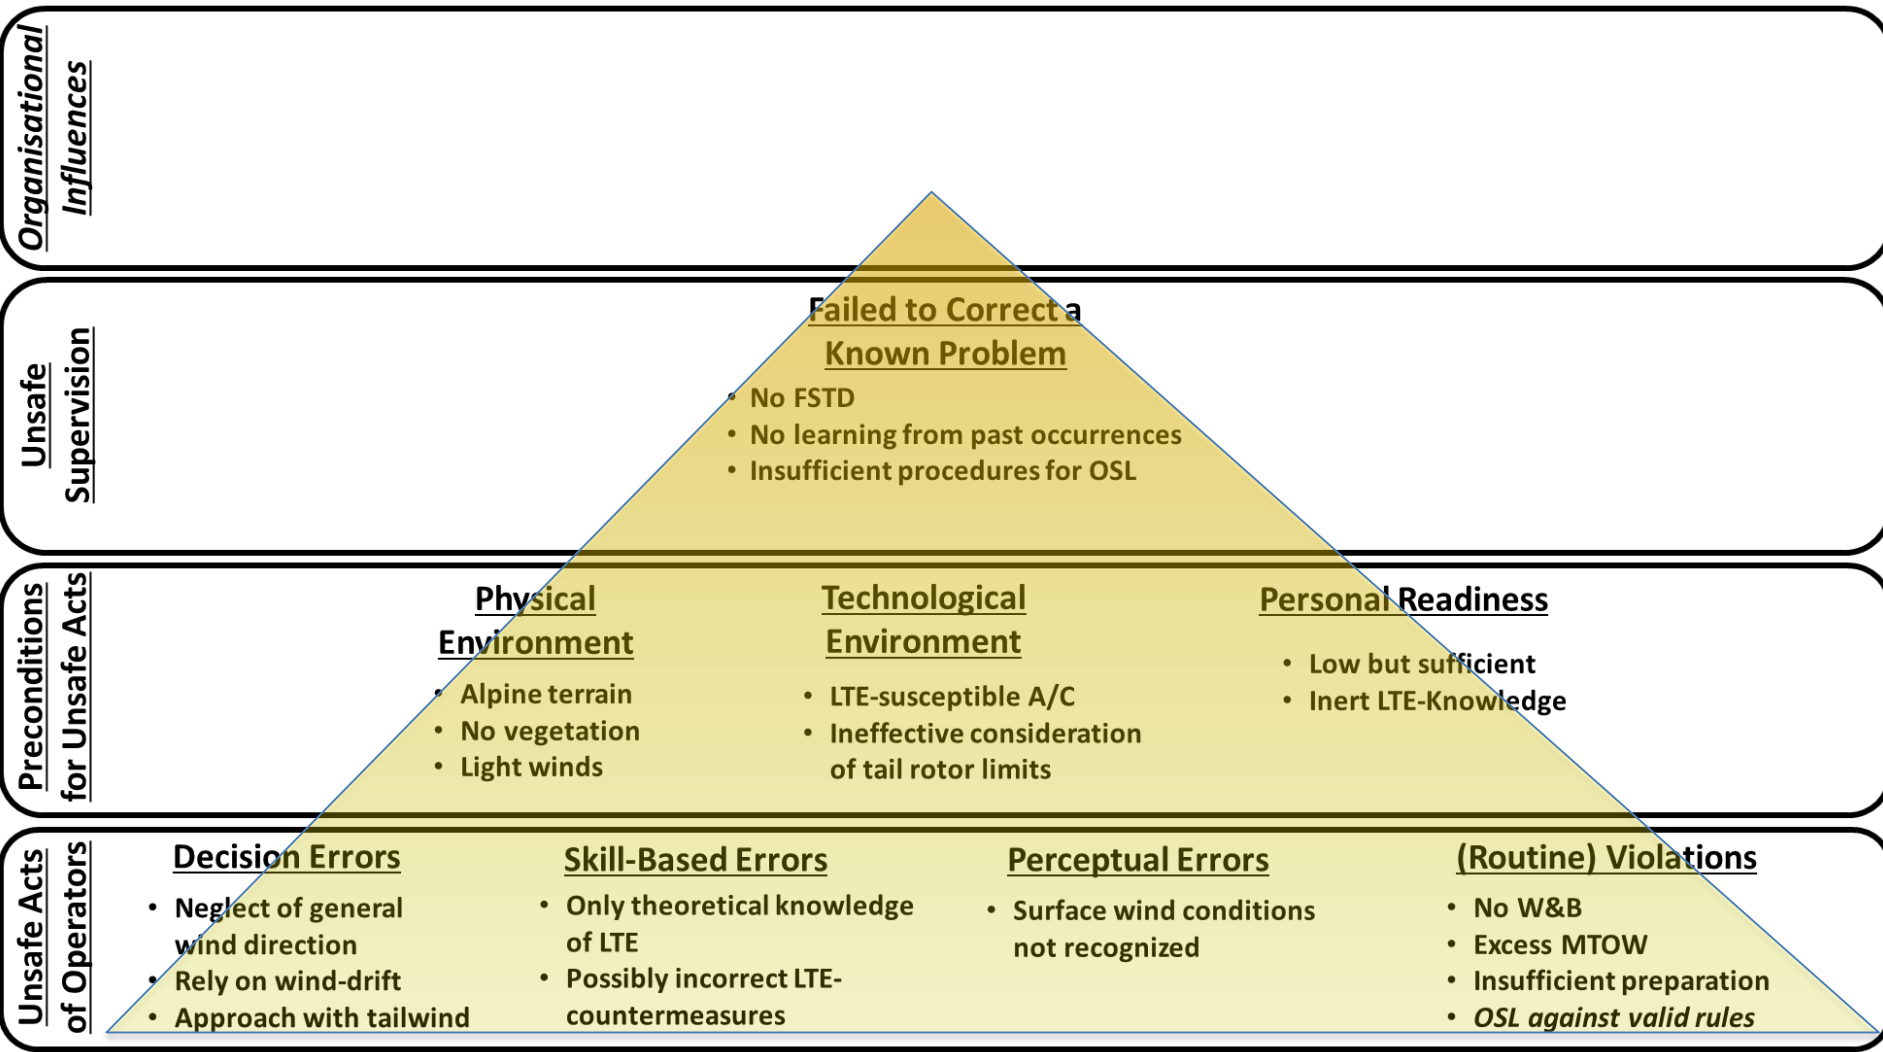 Organisational
Influences
Unsafe
Supervision
Failed to Correct a
Known Problem
• No FSTD
• No learning from past occurrences
• Insufficient procedures for OSL
Preconditions
for Unsafe Acts
Physical
Environment
• Alpine terrain
• No vegetation
• Light winds
Technological
Environment
• LTE-susceptible A/C
• Ineffective consideration
of tail rotor limits
Personal Readiness
• Low but sufficient
• Inert LTE-Knowledge
Unsafe Acts
of Operators
Decision Errors
• Neglect of general
wind direction
• Rely on wind-drift
• Approach with tailwind
Skill-Based Errors
• Only theoretical knowledge
of LTE
• Possibly incorrect LTE-
countermeasures
Perceptual Errors
• Surface wind conditions
not recognized
(Routine) Violations
• No W&B
• Excess MTOW
• Insufficient preparation
• OSL against valid rules